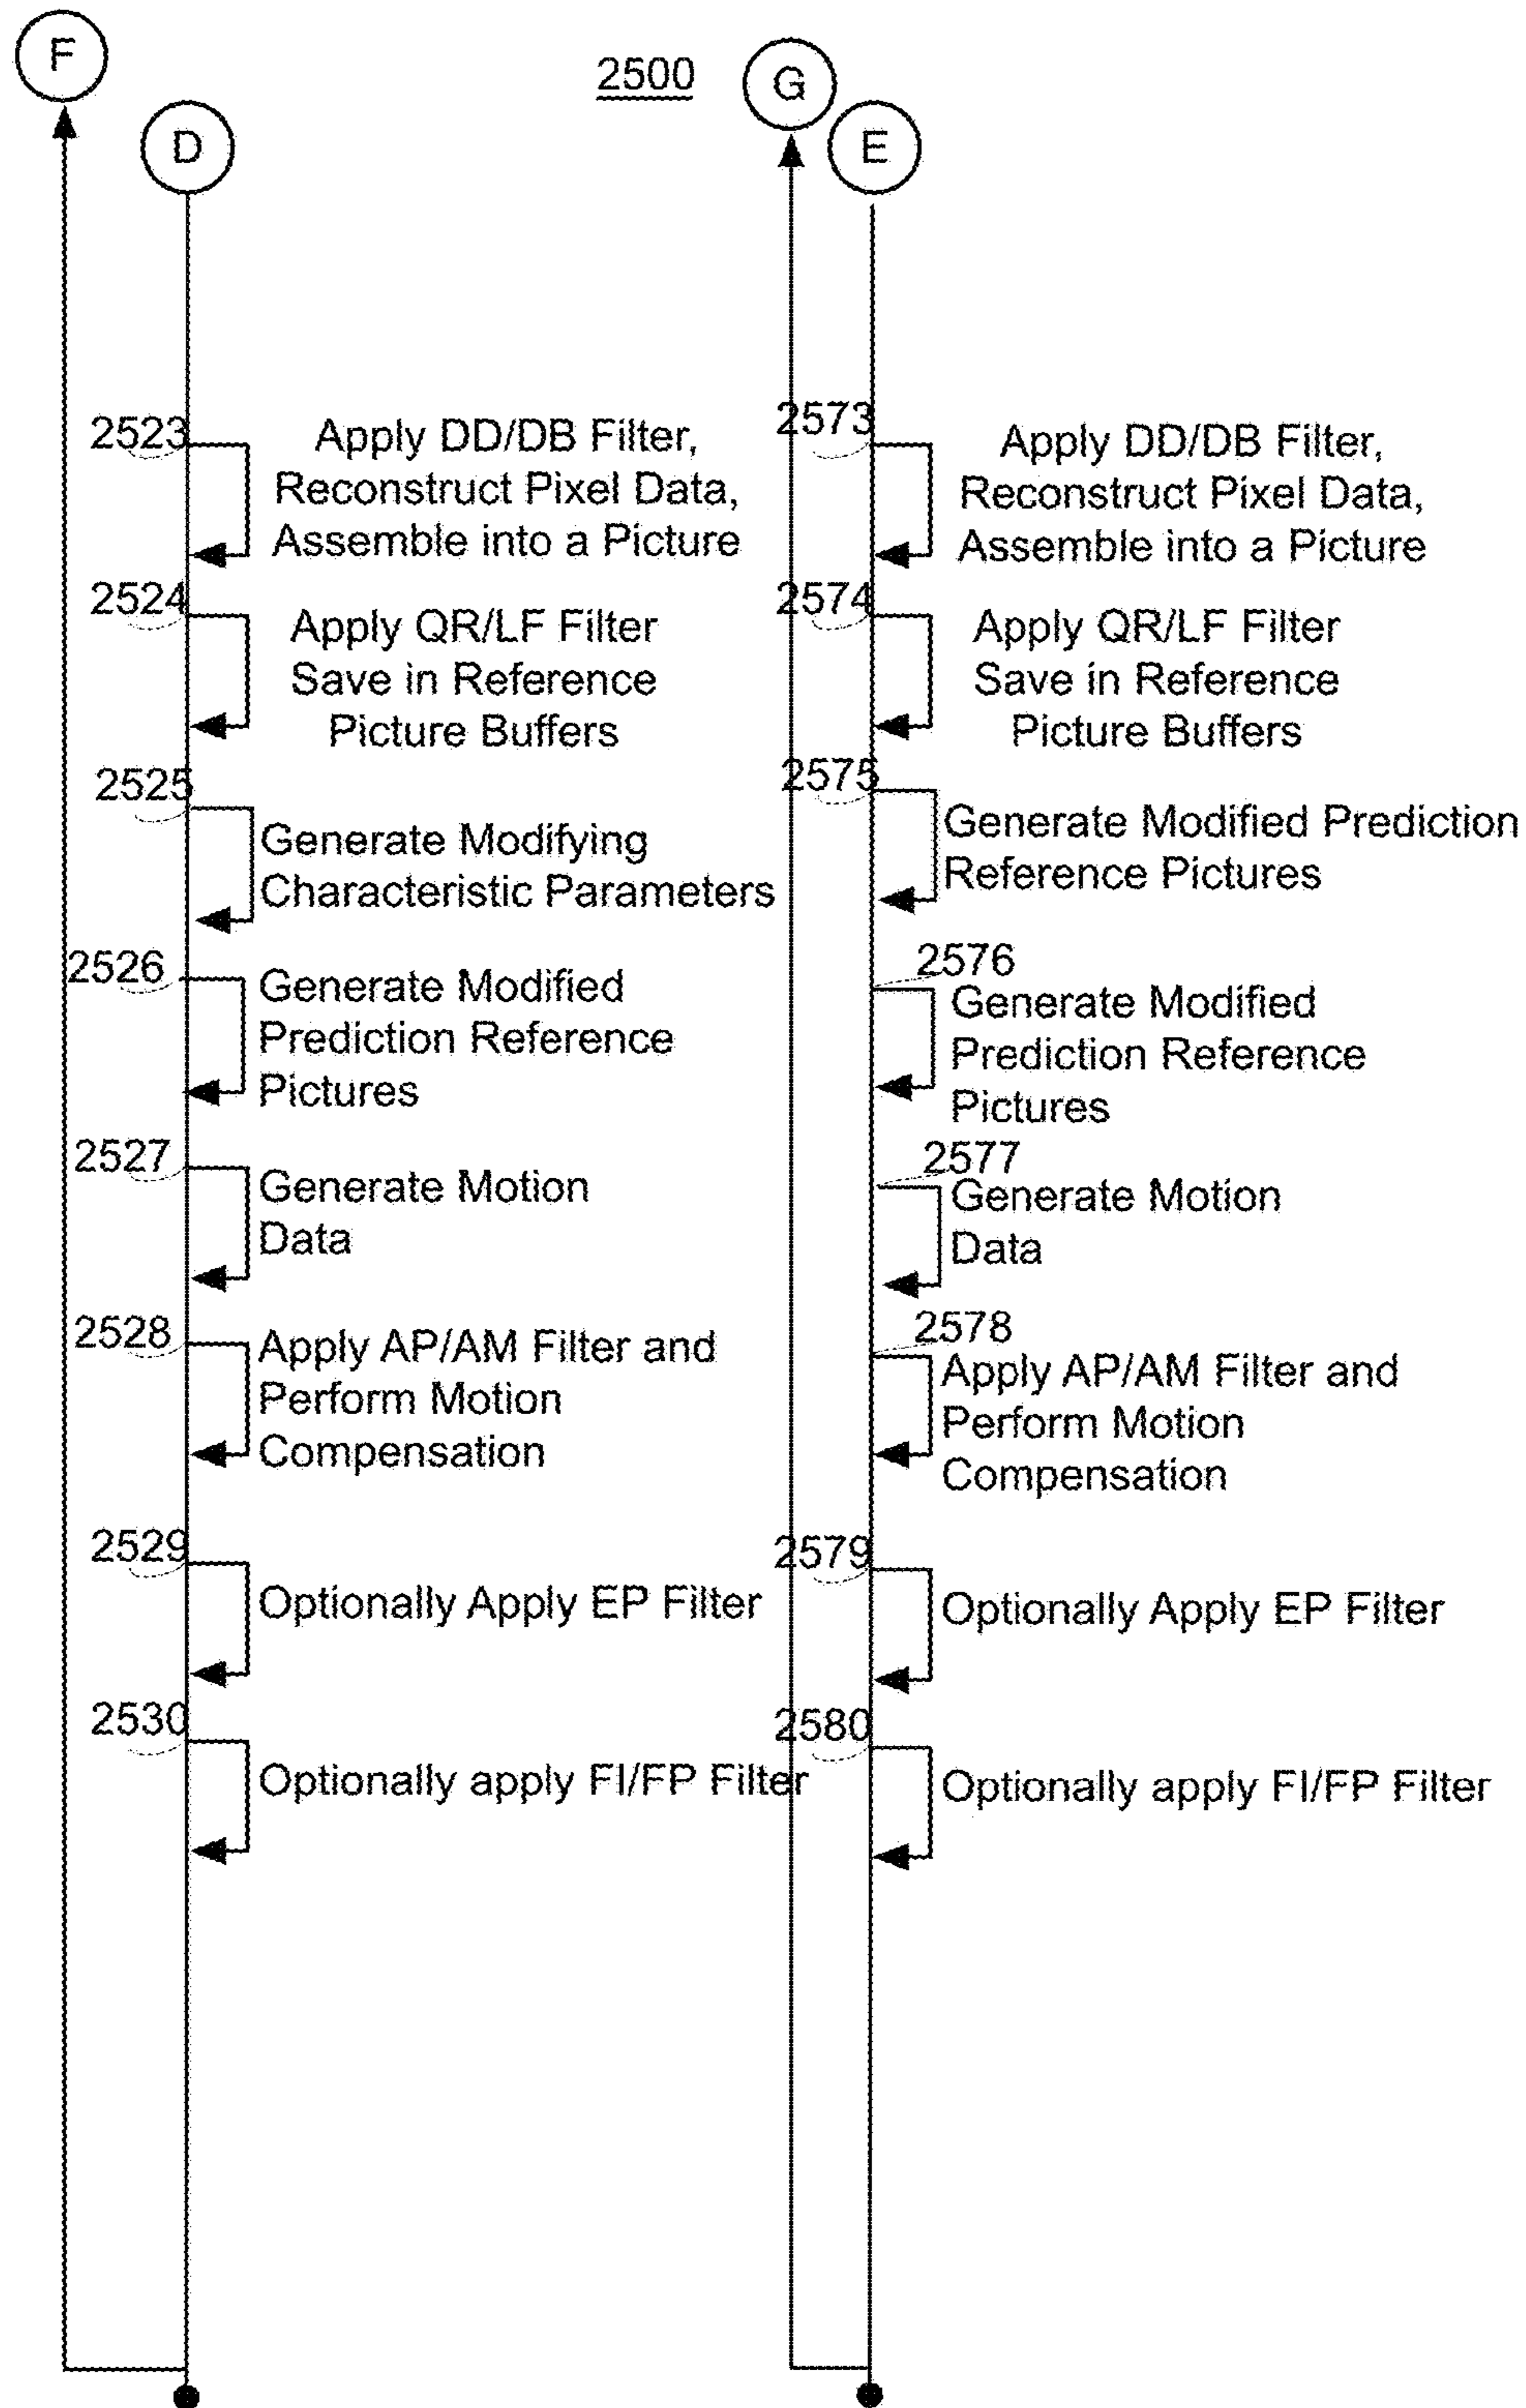 F
2500
G
D
E
2523
Apply DD/DB Filter,
Reconstruct Pixel Data,
Assemble into a Picture
2524
Apply QR/LF Filter
Save in Reference
Picture Buffers
2525
Generate Modifying
Characteristic Parameters
2526
Generate Modified
Prediction Reference
Pictures
2527
Generate Motion
Data
2528
Apply AP/AM Filter and
Perform Motion
Compensation
2529
Optionally Apply EP Filter
2530
Optionally apply FI/FP Filter
2573
Apply DD/DB Filter,
Reconstruct Pixel Data,
Assemble into a Picture
2574
Apply QR/LF Filter
Save in Reference
Picture Buffers
2575
Generate Modified Prediction
Reference Pictures
2576
Generate Modified
Prediction Reference
Pictures
2577
Generate Motion
Data
2578
Apply AP/AM Filter and
Perform Motion
Compensation
2579
Optionally Apply EP Filter
2580
Optionally apply FI/FP Filter